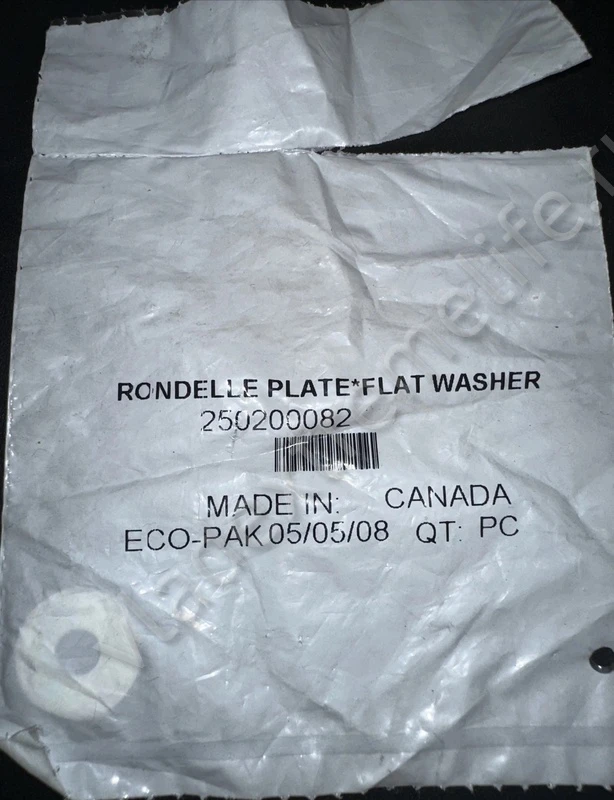 RONDELLE PLATE*FLAT WASHER
250200082
MADE IN: CANADA
ECO-PAK 05/05/08 QT: PC